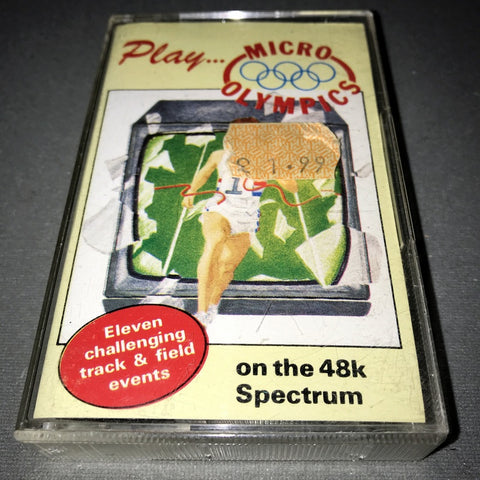 Play...
MICRO
OLYMPICS
£ 1.99
Eleven
challenging
track & field
events
on the 48k
Spectrum